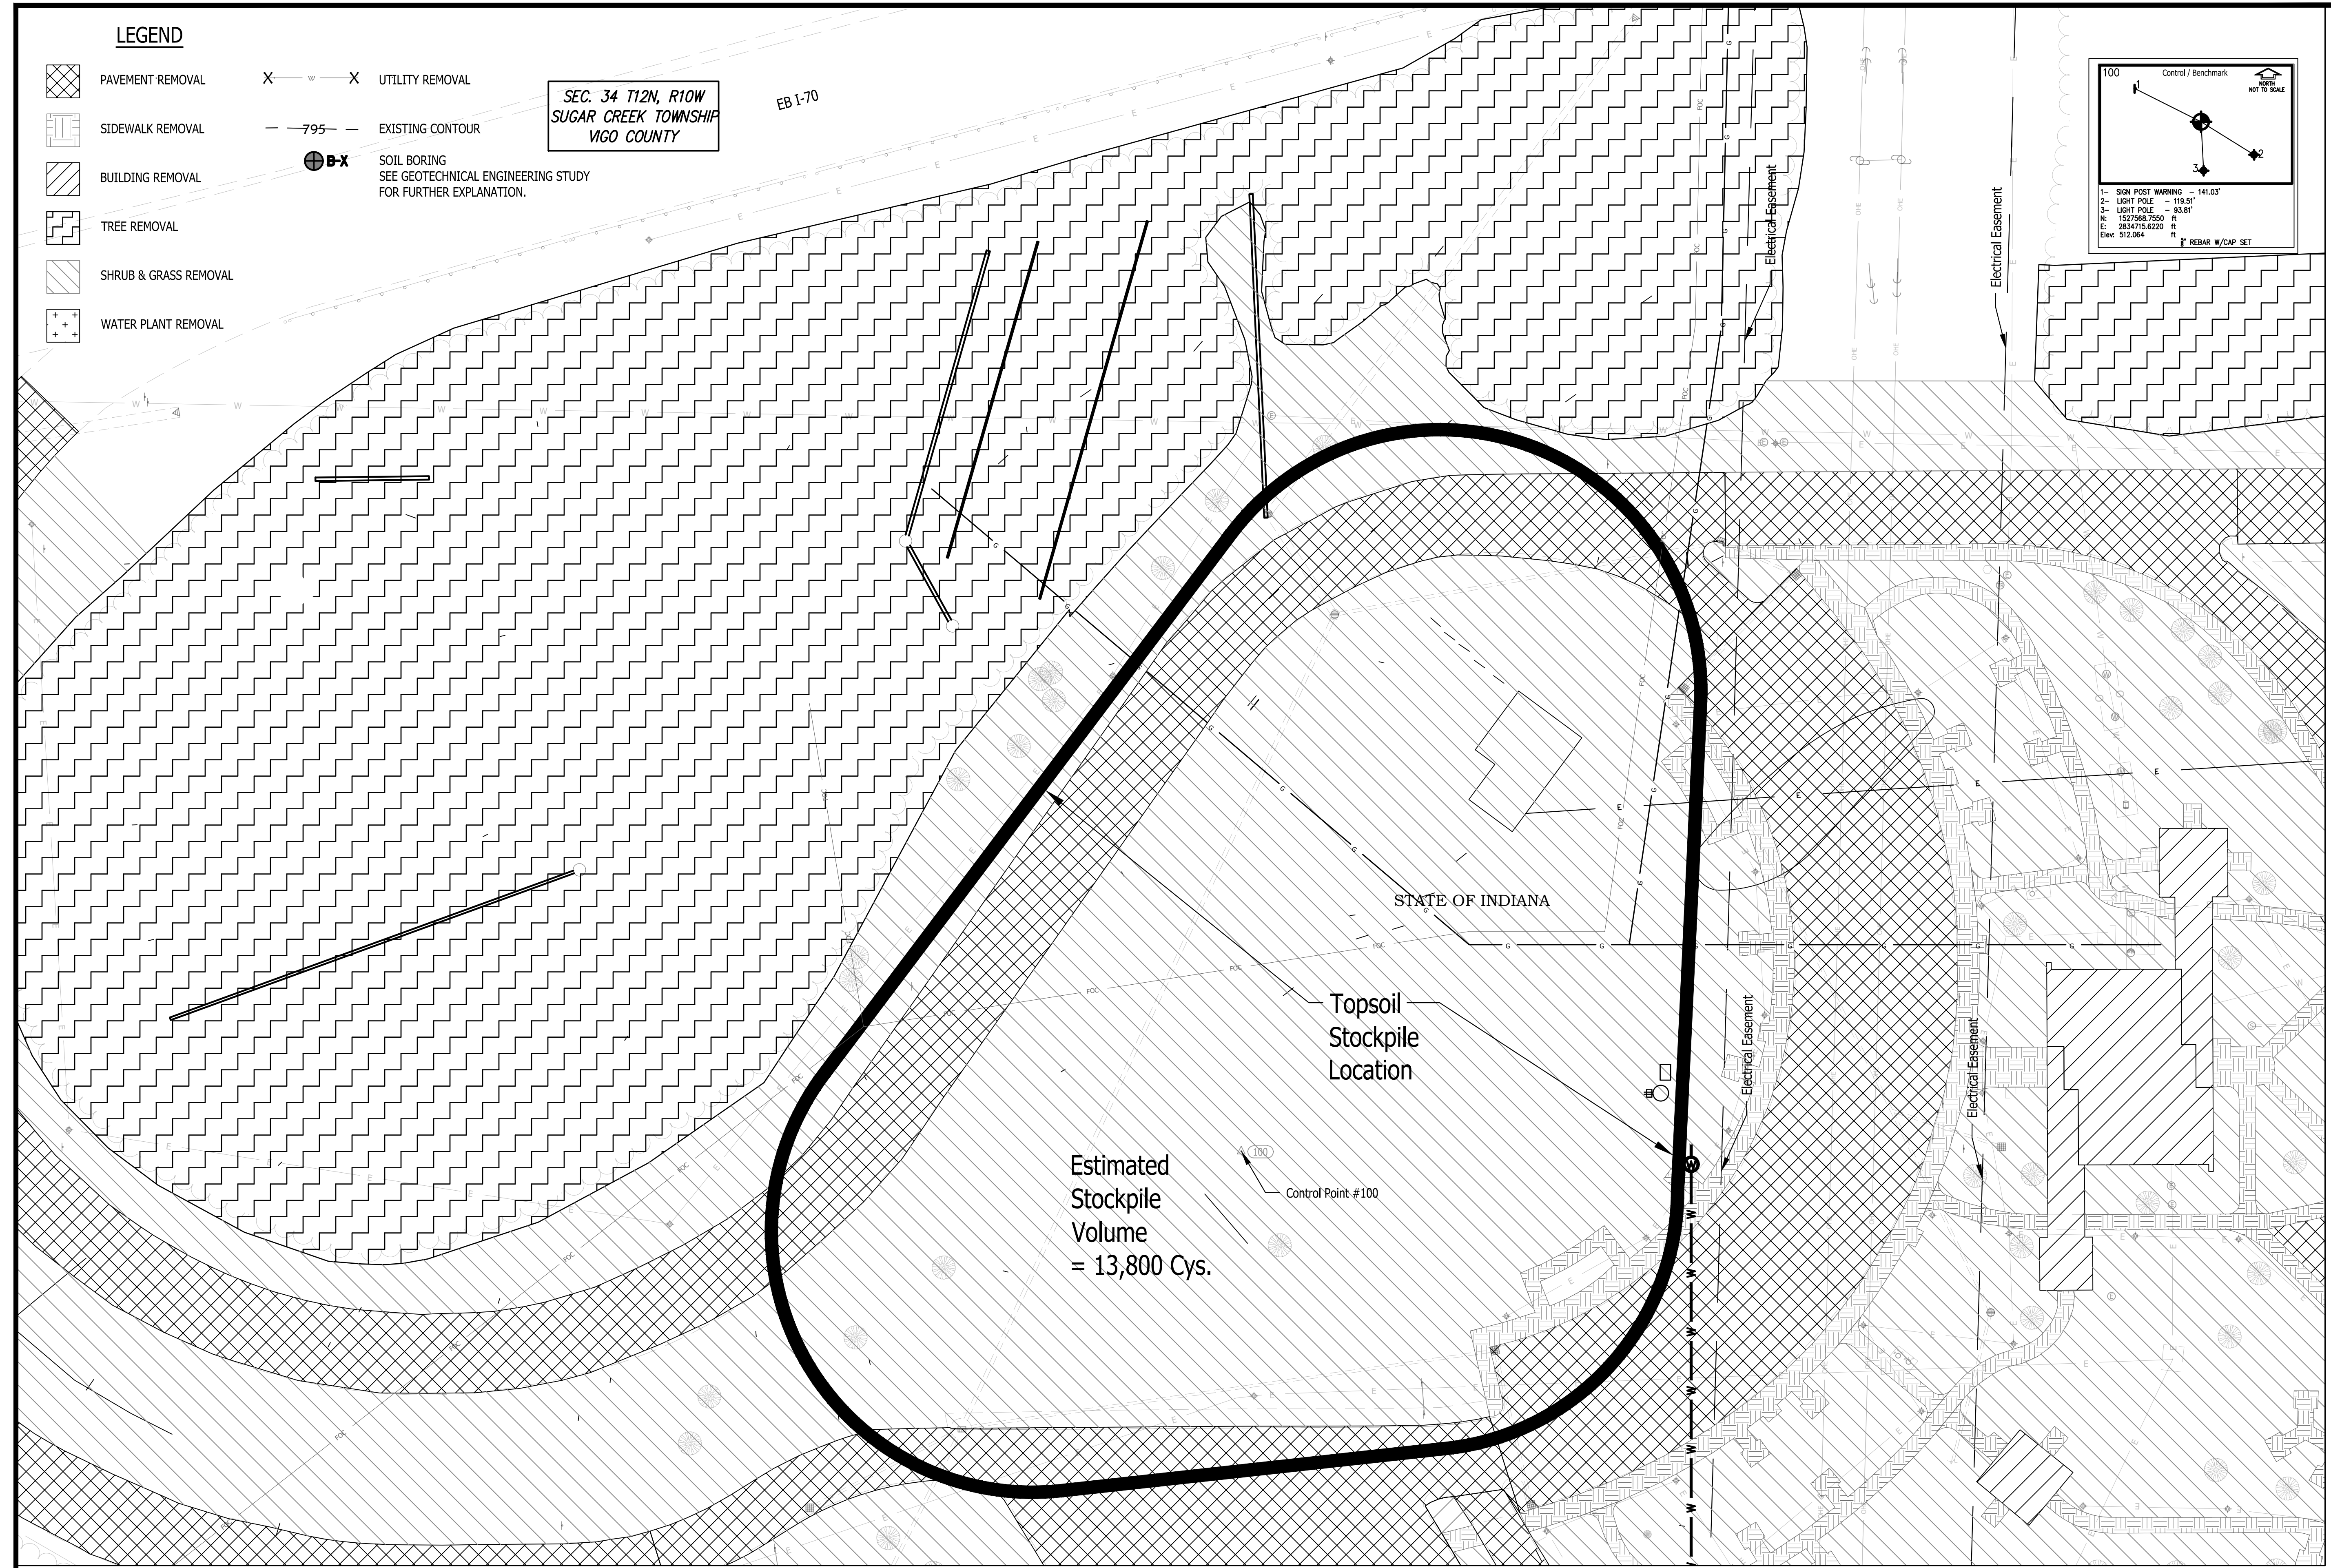 LEGEND
PAVEMENT REMOVAL
SIDEWALK REMOVAL
BUILDING REMOVAL
TREE REMOVAL
SHRUB & GRASS REMOVAL
WATER PLANT REMOVAL
X W X UTILITY REMOVAL
795 EXISTING CONTOUR
B-X SOIL BORING
SEE GEOTECHNICAL ENGINEERING STUDY
FOR FURTHER EXPLANATION.
SEC. 34 T12N, R10W
SUGAR CREEK TOWNSHIP
VIGO COUNTY
EB I-70
100 Control / Benchmark
NORTH
NOT TO SCALE
1
2
3
1- SIGN POST WARNING - 141.03'
2- LIGHT POLE - 119.51'
3- LIGHT POLE - 93.81'
N: 1527568.7550 ft
E: 2834715.6220 ft
Elev: 512.064 ft
REBAR W/CAP SET
Electrical Easement
Electrical Easement
STATE OF INDIANA
Topsoil
Stockpile
Location
Electrical Easement
Electrical Easement
Estimated
Stockpile
Volume
= 13,800 Cys.
100
Control Point #100